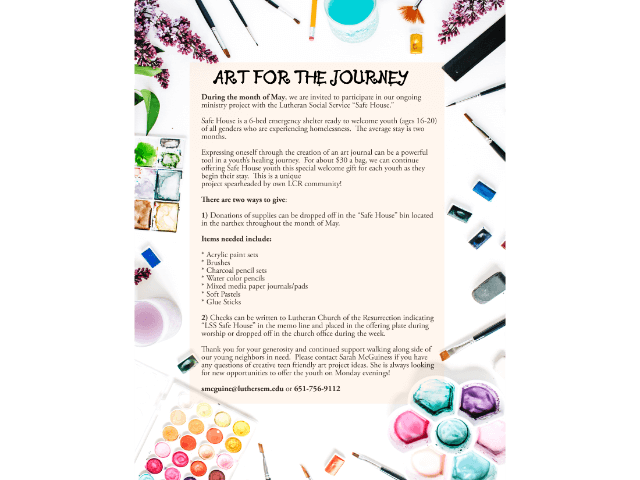 ART FOR THE JOURNEY
During the month of May, we are invited to participate in our ongoing
ministry project with the Lutheran Social Service "Safe House."
Safe House is a 6-bed emergency shelter ready to welcome youth (ages 16-20)
of all genders who are experiencing homelessness. The average stay is two
months.
Expressing oneself through the creation of an art journal can be a powerful
tool in a youth's healing journey. For about $30 a bag, we can continue
offering Safe House youth this special welcome gift for each youth as they
begin their stay. This is a unique
project spearheaded by own LCR community!
There are two ways to give:
1) Donations of supplies can be dropped off in the "Safe House" bin located
in the narthex throughout the month of May.
Items needed include:
* Acrylic paint sets
* Brushes
* Charcoal pencil sets
* Water color pencils
* Mixed media paper journals/pads
* Soft Pastels
* Glue Sticks
2) Checks can be written to Lutheran Church of the Resurrection indicating
"LSS Safe House" in the memo line and placed in the offering plate during
worship or dropped off in the church office during the week.
Thank you for your generosity and continued support walking along side of
our young neighbors in need. Please contact Sarah McGuiness if you have
any questions of creative teen friendly art project ideas. She is always looking
for new opportunities to offer the youth on Monday evenings!
smcguine@luthersem.edu or 651-756-9112